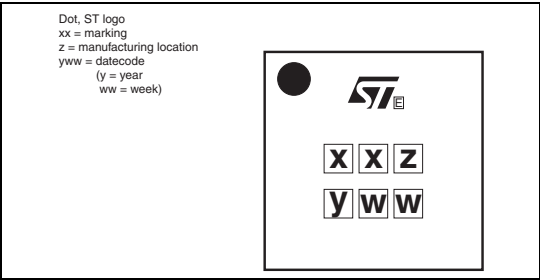 Dot, ST logo
xx = marking
z = manufacturing location
yww = datecode
(y = year
ww = week)
ST
E
x x z
y w w